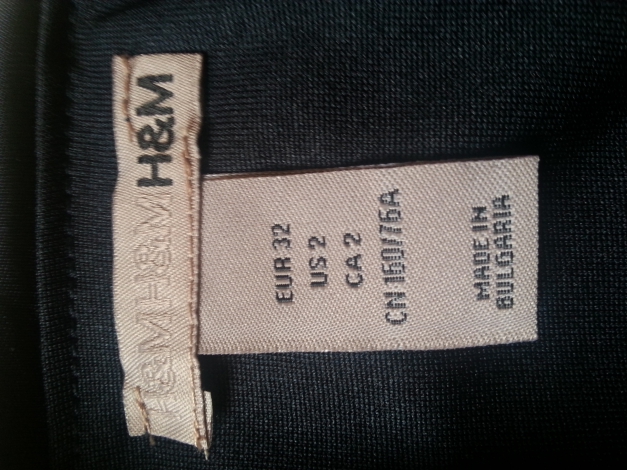 H&M H&M H&M
EUR 32
US 2
CA 2
CN 160/76A
MADE IN
BULGARIA